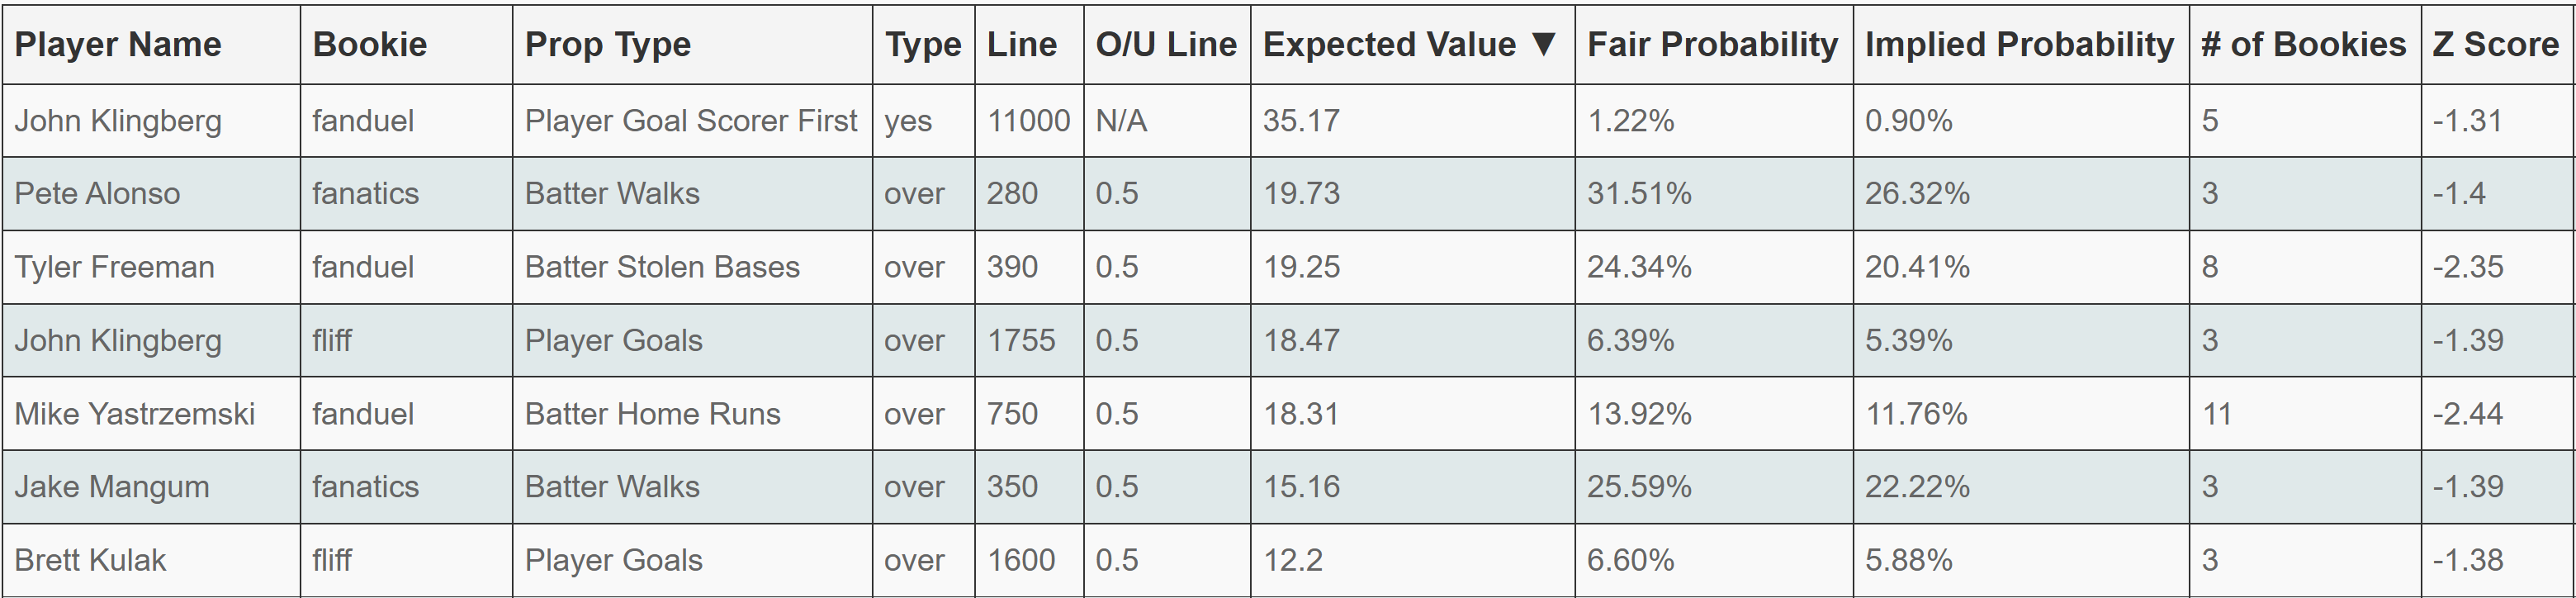 Player Name Bookie Prop Type Type Line O/U Line Expected Value ▼ Fair Probability Implied Probability # of Bookies Z Score
John Klingberg fanduel Player Goal Scorer First yes 11000 N/A 35.17 1.22% 0.90% 5 -1.31
Pete Alonso fanatics Batter Walks over 280 0.5 19.73 31.51% 26.32% 3 -1.4
Tyler Freeman fanduel Batter Stolen Bases over 390 0.5 19.25 24.34% 20.41% 8 -2.35
John Klingberg fliff Player Goals over 1755 0.5 18.47 6.39% 5.39% 3 -1.39
Mike Yastrzemski fanduel Batter Home Runs over 750 0.5 18.31 13.92% 11.76% 11 -2.44
Jake Mangum fanatics Batter Walks over 350 0.5 15.16 25.59% 22.22% 3 -1.39
Brett Kulak fliff Player Goals over 1600 0.5 12.2 6.60% 5.88% 3 -1.38